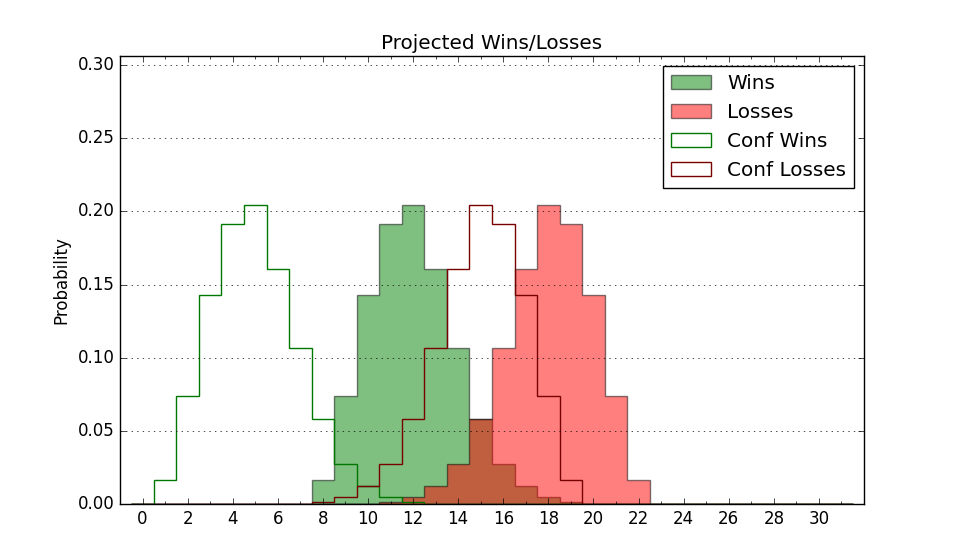 Projected Wins/Losses
0.30
0.25
0.20
0.15
0.10
0.05
0.00
Probability
Wins
Losses
Conf Wins
Conf Losses
0 2 4 6 8 10 12 14 16 18 20 22 24 26 28 30